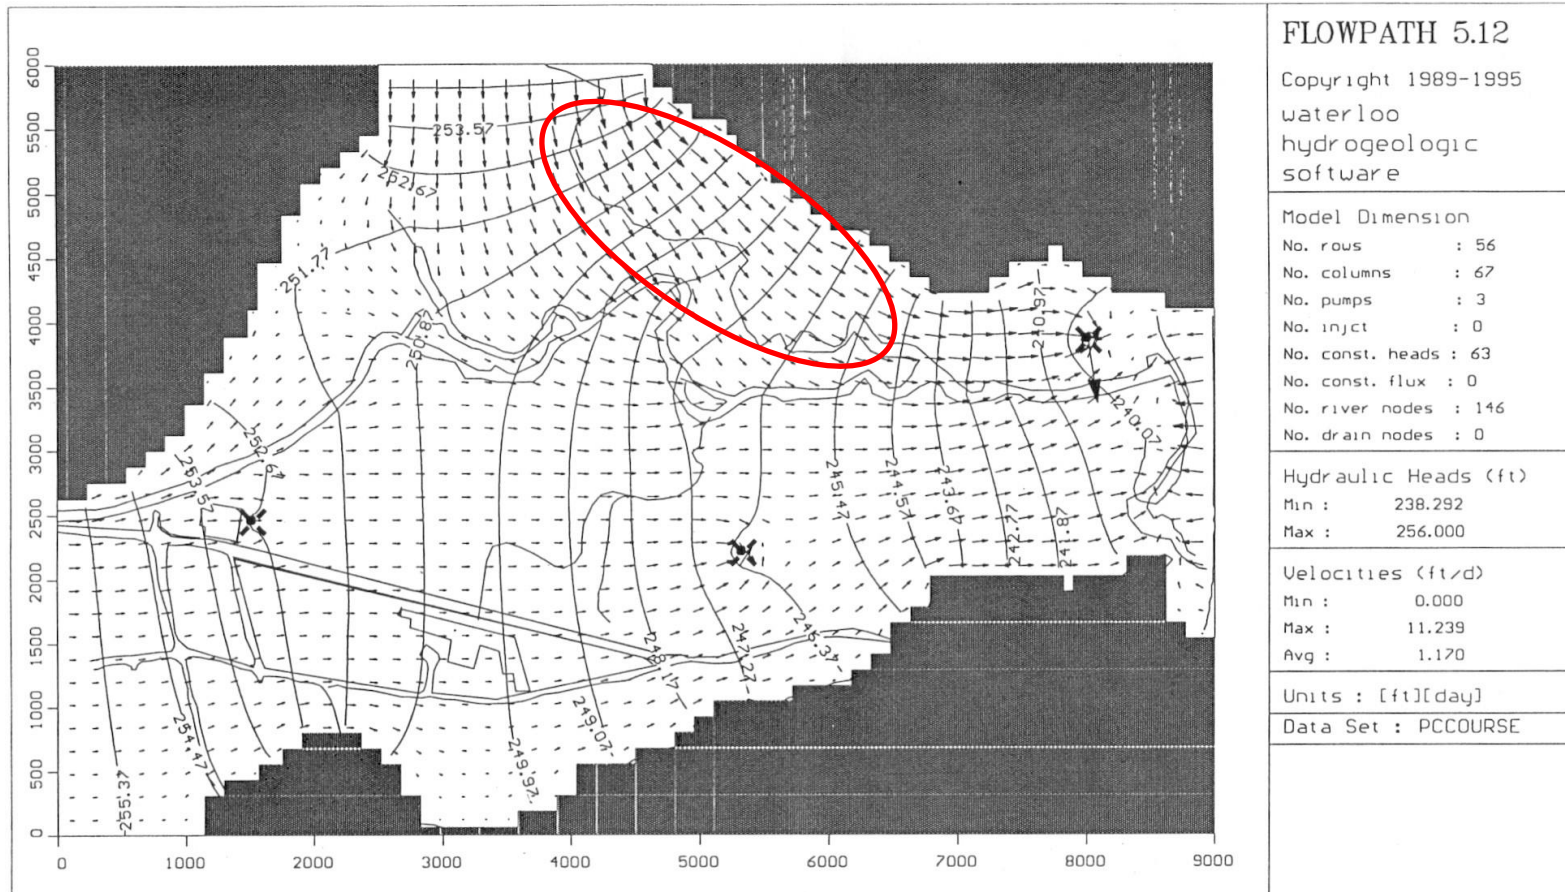 6000
5500
5000
4500
4000
3500
3000
2500
2000
1500
1000
500
0
253.57
252.67
251.77
250.87
240.97
240.07
252.67
253.57
245.47
244.57
243.67
242.77
241.87
246.37
247.27
248.17
249.07
249.97
254.47
255.37
0 1000 2000 3000 4000 5000 6000 7000 8000 9000
FLOWPATH 5.12
Copyright 1989-1995
waterloo
hydrogeologic
software
Model Dimension
No. rows : 56
No. columns : 67
No. pumps : 3
No. injct : 0
No. const. heads : 63
No. const. flux : 0
No. river nodes : 146
No. drain nodes : 0
Hydraulic Heads (ft)
Min : 238.292
Max : 256.000
Velocities (ft/d)
Min : 0.000
Max : 11.239
Avg : 1.170
Units : [ft][day]
Data Set : PCCOURSE